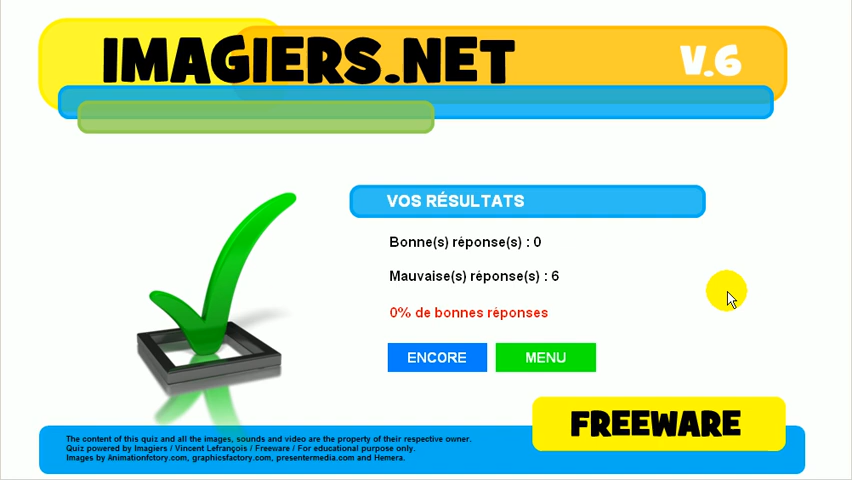 IMAGIERS.NET
V.6
VOS RÉSULTATS
Bonne(s) réponse(s) : 0
Mauvaise(s) réponse(s) : 6
0% de bonnes réponses
ENCORE
MENU
FREEWARE
The content of this quiz and all the images, sounds and video are the property of their respective owner.
Quiz powered by Imagiers / Vincent Lefrançois / Freeware / For educational purpose only.
Images by Animationfctory.com, graphicsfactory.com, presentermedia.com and Hemera.